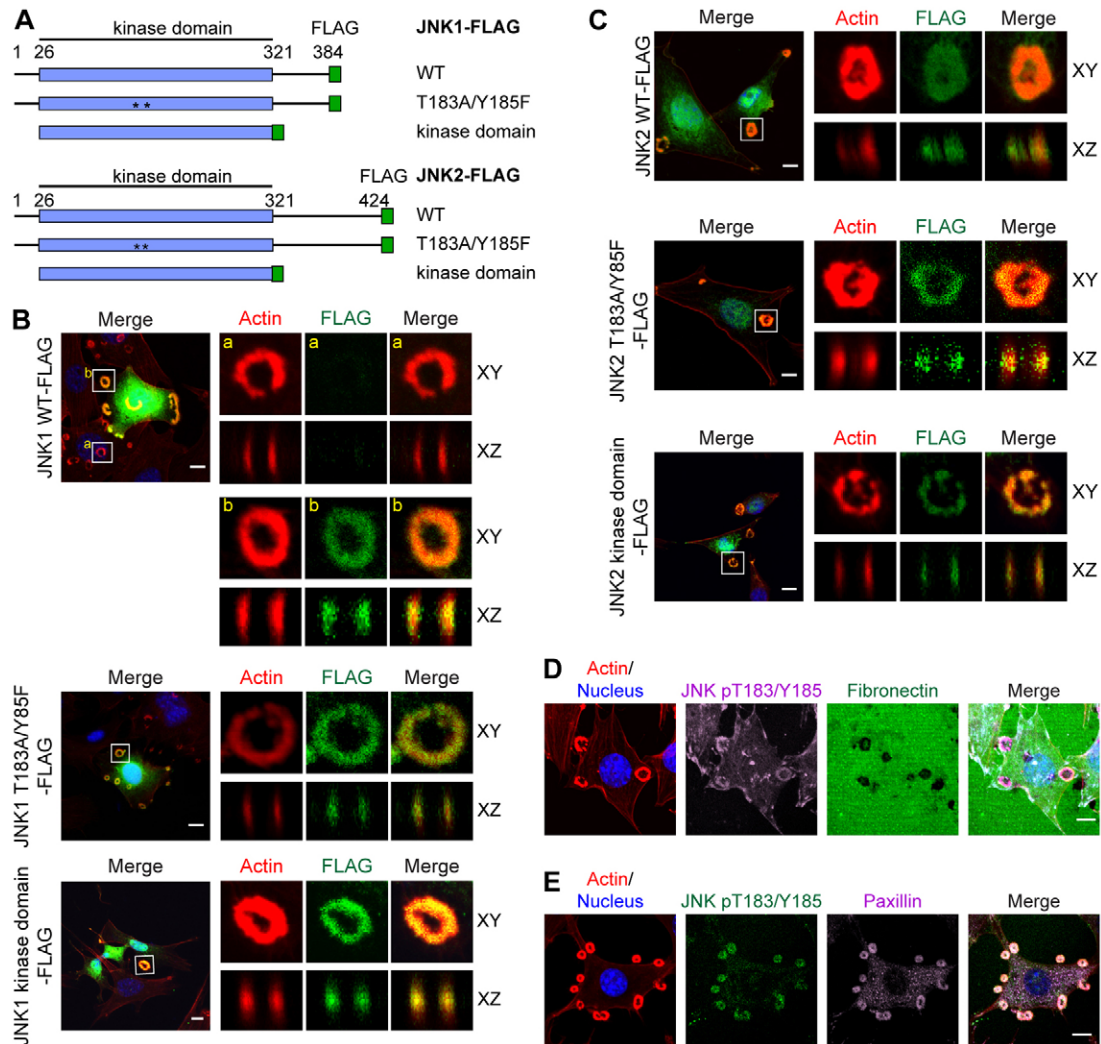 A
kinase domain
FLAG
JNK1-FLAG
1 26 321 384
WT
* *
T183A/Y185F
kinase domain
kinase domain
FLAG
JNK2-FLAG
1 26 321 424
WT
**
T183A/Y185F
kinase domain
B
Merge Actin FLAG Merge
JNK1 WT-FLAG
b
a
a a a
XY
XZ
b b b
XY
XZ
Merge Actin FLAG Merge
JNK1 T183A/Y85F
-FLAG
XY
XZ
Merge Actin FLAG Merge
JNK1 kinase domain
-FLAG
XY
XZ
C
Merge Actin FLAG Merge
JNK2 WT-FLAG
XY
XZ
Merge Actin FLAG Merge
JNK2 T183A/Y85F
-FLAG
XY
XZ
Merge Actin FLAG Merge
JNK2 kinase domain
-FLAG
XY
XZ
D
Actin/
Nucleus JNK pT183/Y185 Fibronectin Merge
E
Actin/
Nucleus JNK pT183/Y185 Paxillin Merge